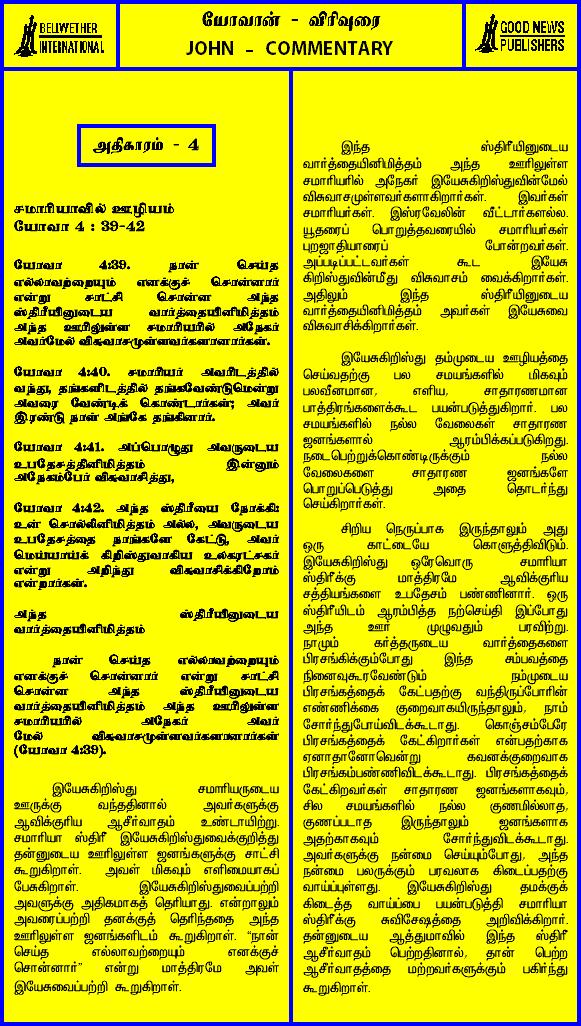 BELWETHER
INTERNATIONAL
யோவான் - விரிவுரை
JOHN - COMMENTARY
GOOD NEWS
PUBLISHERS
அதிகாரம் - 4
சமாரியாவில் ஊழியம்
யோவா 4 : 39-42
யோவா 4:39. நான் செய்த
எல்லாவற்றையும் எனக்குச் சொன்னார்
என்று சாட்சி சொன்ன அந்த
ஸ்திரீயினுடைய வார்த்தையினிமித்தம்
அந்த ஊரிலுள்ள சமாரியரில் அநேகர்
அவர்மேல் விசுவாசமுள்ளவர்களானார்கள்.
யோவா 4:40. சமாரியர் அவரிடத்தில்
வந்து, தங்களிடத்தில் தங்கவேண்டுமென்று
அவரை வேண்டிக் கொண்டார்கள்; அவர்
இரண்டு நாள் அங்கே தங்கினார்.
யோவா 4:41. அப்பொழுது அவருடைய
உபதேசத்தினிமித்தம் இன்னும்
அநேகம்பேர் விசுவாசித்து,
யோவா 4:42. அந்த ஸ்திரீயை நோக்கி:
உன் சொல்லினிமித்தம் அல்ல, அவருடைய
உபதேசத்தை நாங்களே கேட்டு, அவர்
மெய்யாய்க் கிறிஸ்துவாகிய உலகரட்சகர்
என்று அறிந்து விசுவாசிக்கிறோம்
என்றார்கள்.
அந்த ஸ்திரீயினுடைய
வார்த்தையினிமித்தம்
நான் செய்த எல்லாவற்றையும்
எனக்குச் சொன்னார் என்று சாட்சி
சொன்ன அந்த ஸ்திரீயினுடைய
வார்த்தையினிமித்தம் அந்த ஊரிலுள்ள
சமாரியரில் அநேகர் அவர்
மேல் விசுவாசமுள்ளவர்களானார்கள்
(யோவா 4:39).
இயேசுகிறிஸ்து சமாரியருடைய
ஊருக்கு வந்ததினால் அவர்களுக்கு
ஆவிக்குரிய ஆசீர்வாதம் உண்டாயிற்று.
சமாரியா ஸ்திரீ இயேசுகிறிஸ்துவைக்குறித்து
தன்னுடைய ஊரிலுள்ள ஜனங்களுக்கு சாட்சி
கூறுகிறாள். அவள் மிகவும் எளிமையாகப்
பேசுகிறாள். இயேசுகிறிஸ்துவைப்பற்றி
அவளுக்கு அதிகமாகத் தெரியாது. என்றாலும்
அவரைப்பற்றி தனக்குத் தெரிந்ததை அந்த
ஊரிலுள்ள ஜனங்களிடம் கூறுகிறாள். “நான்
செய்த எல்லாவற்றையும் எனக்குச்
சொன்னார்” என்று மாத்திரமே அவள்
இயேசுவைப்பற்றி கூறுகிறாள்.
இந்த ஸ்திரீயினுடைய
வார்த்தையினிமித்தம் அந்த ஊரிலுள்ள
சமாரியரில் அநேகர் இயேசுகிறிஸ்துவின்மேல்
விசுவாசமுள்ளவர்களாகிறார்கள். இவர்கள்
சமாரியர்கள். இஸ்ரவேலின் வீட்டார்களல்ல.
யூதரைப் பொறுத்தவரையில் சமாரியர்கள்
புறஜாதியாரைப் போன்றவர்கள்.
அப்படிப்பட்டவர்கள் கூட இயேசு
கிறிஸ்துவின்மீது விசுவாசம் வைக்கிறார்கள்.
அதிலும் இந்த ஸ்திரீயினுடைய
வார்த்தையினிமித்தம் அவர்கள் இயேசுவை
விசுவாசிக்கிறார்கள்.
இயேசுகிறிஸ்து தம்முடைய ஊழியத்தை
செய்வதற்கு பல சமயங்களில் மிகவும்
பலவீனமான, எளிய, சாதாரணமான
பாத்திரங்களைக்கூட பயன்படுத்துகிறார். பல
சமயங்களில் நல்ல வேலைகள் சாதாரண
ஜனங்களால் ஆரம்பிக்கப்படுகிறது.
நடைபெற்றுக்கொண்டிருக்கும் நல்ல
வேலைகளை சாதாரண ஜனங்களே
பொறுப்பெடுத்து அதை தொடர்ந்து
செய்கிறார்கள்.
சிறிய நெருப்பாக இருந்தாலும் அது
ஒரு காட்டையே கொளுத்திவிடும்.
இயேசுகிறிஸ்து ஒரேவொரு சமாரியா
ஸ்திரீக்கு மாத்திரமே ஆவிக்குரிய
சத்தியங்களை உபதேசம் பண்ணினார். ஒரு
ஸ்திரீயிடம் ஆரம்பித்த நற்செய்தி இப்போது
அந்த ஊர் முழுவதும் பரவிற்று.
நாமும் கர்த்தருடைய வார்த்தைகளை
பிரசங்கிக்கும்போது இந்த சம்பவத்தை
நினைவுகூரவேண்டும் நம்முடைய
பிரசங்கத்தைக் கேட்பதற்கு வந்திருப்போரின்
எண்ணிக்கை குறைவாகயிருந்தாலும், நாம்
சோர்ந்துபோய்விடக்கூடாது. கொஞ்சம்பேரே
பிரசங்கத்தைக் கேட்கிறார்கள் என்பதற்காக
ஏனாதானோவென்று கவனக்குறைவாக
பிரசங்கம்பண்ணிவிடக்கூடாது. பிரசங்கத்தைக்
கேட்கிறவர்கள் சாதாரண ஜனங்களாகவும்,
சில சமயங்களில் நல்ல குணமில்லாத,
குணப்படாத இருந்தாலும் ஜனங்களாக
அதற்காகவும் சோர்ந்துவிடக்கூடாது.
அவர்களுக்கு நன்மை செய்யும்போது, அந்த
நன்மை பலருக்கும் பரவலாக கிடைப்பதற்கு
வாய்ப்புள்ளது. இயேசுகிறிஸ்து தமக்குக்
கிடைத்த வாய்ப்பை பயன்படுத்தி சமாரியா
ஸ்திரீக்கு சுவிசேஷத்தை அறிவிக்கிறார்.
தன்னுடைய ஆத்துமாவில் இந்த ஸ்திரீ
ஆசீர்வாதம் பெற்றதினால், தான் பெற்ற
ஆசீர்வாதத்தை மற்றவர்களுக்கும் பகிர்ந்து
கூறுகிறாள்.